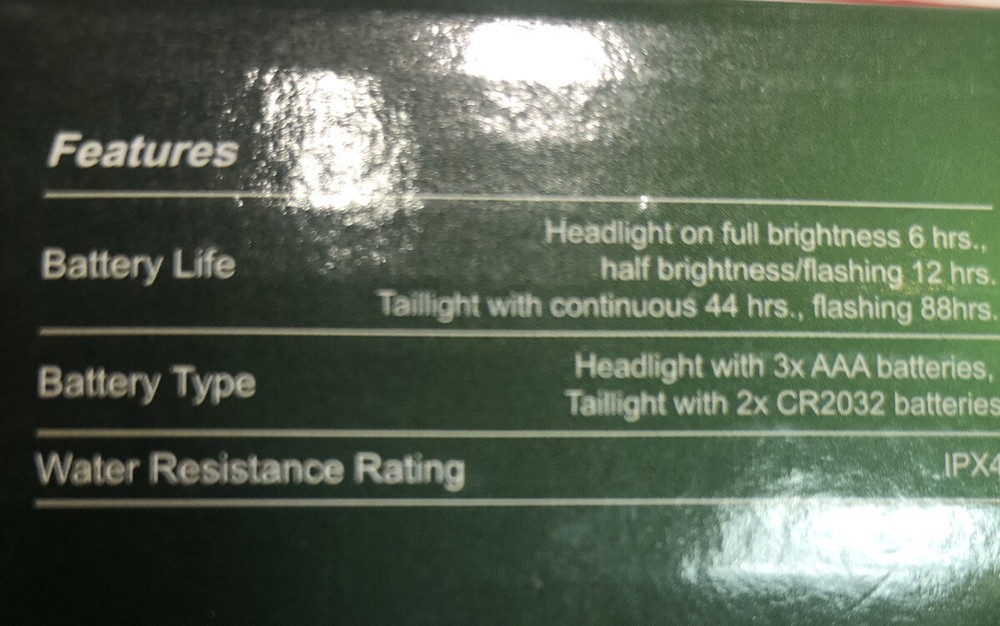 Features
Battery Life
Headlight on full brightness 6 hrs.,
half brightness/flashing 12 hrs.
Taillight with continuous 44 hrs., flashing 88hrs.
Battery Type
Headlight with 3x AAA batteries,
Taillight with 2x CR2032 batteries
Water Resistance Rating
IPX4